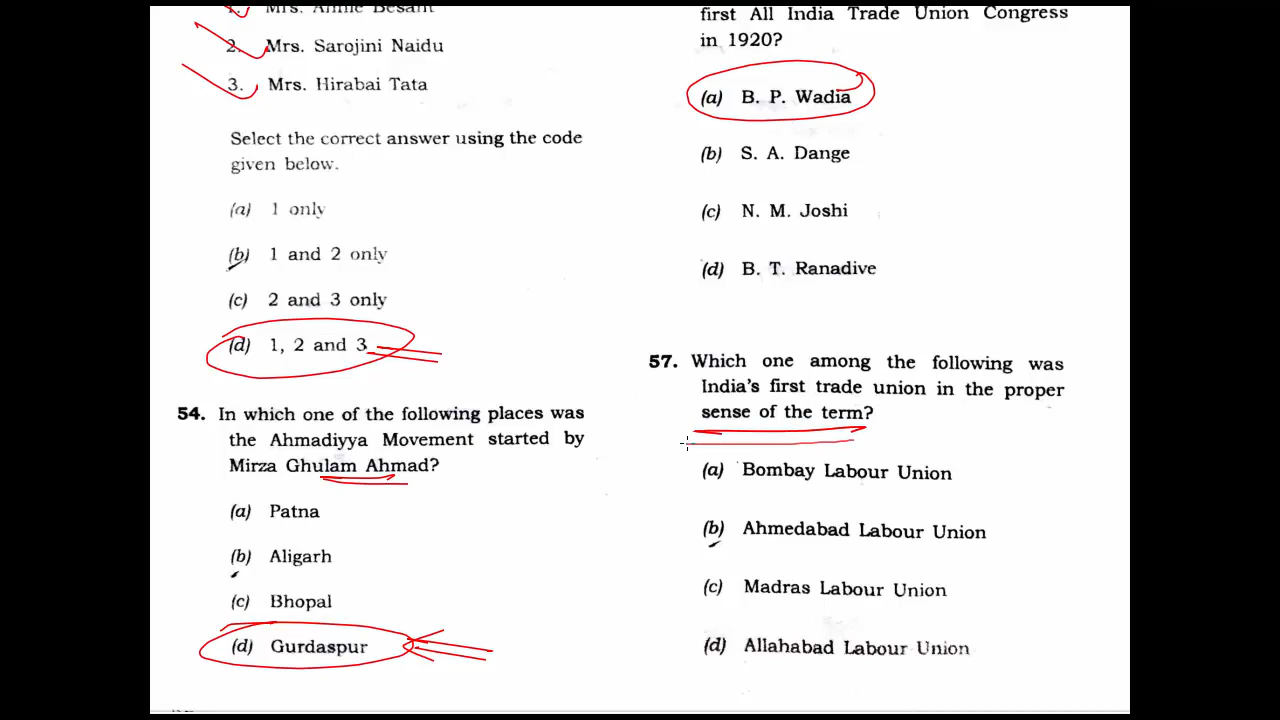 1. Mrs. Annie Besant
2. Mrs. Sarojini Naidu
3. Mrs. Hirabai Tata
Select the correct answer using the code
given below.
(a) 1 only
(b) 1 and 2 only
(c) 2 and 3 only
(d) 1, 2 and 3
54. In which one of the following places was
the Ahmadiyya Movement started by
Mirza Ghulam Ahmad?
(a) Patna
(b) Aligarh
(c) Bhopal
(d) Gurdaspur
first All India Trade Union Congress
in 1920?
(a) B. P. Wadia
(b) S. A. Dange
(c) N. M. Joshi
(d) B. T. Ranadive
57. Which one among the following was
India's first trade union in the proper
sense of the term?
(a) Bombay Labour Union
(b) Ahmedabad Labour Union
(c) Madras Labour Union
(d) Allahabad Labour Union